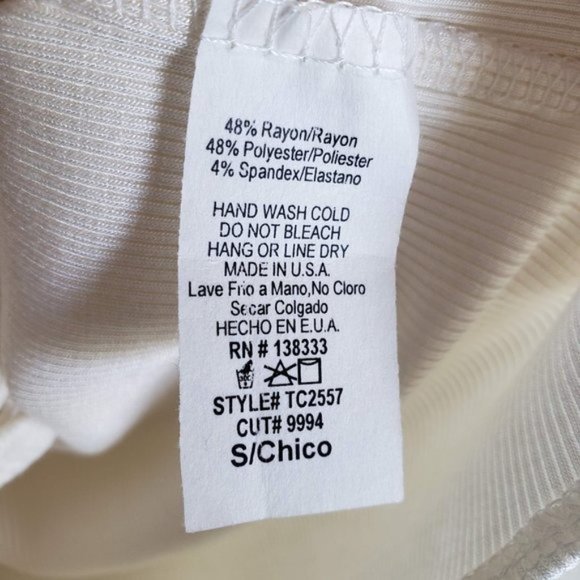 48% Rayon/Rayon
48% Polyester/Poliester
4% Spandex/Elastano
HAND WASH COLD
DO NOT BLEACH
HANG OR LINE DRY
MADE IN U.S.A.
Lave Frio a Mano,No Cloro
Secar Colgado
HECHO EN E.U.A.
RN # 138333
STYLE# TC2557
CUT# 9994
S/Chico